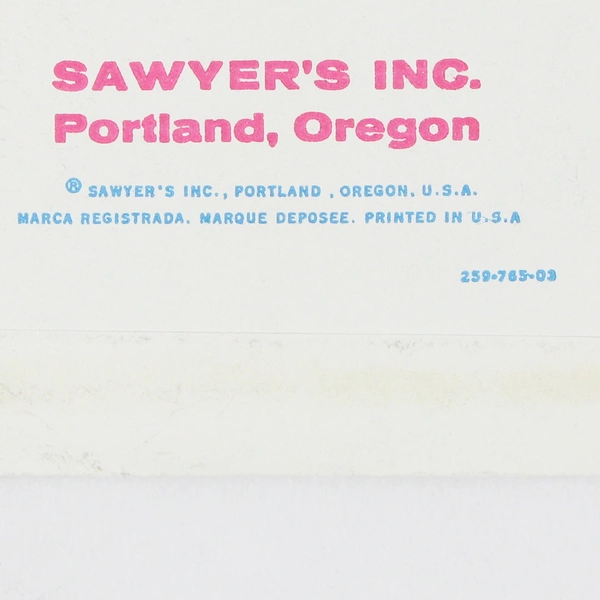 SAWYER'S INC.
Portland, Oregon
® SAWYER'S INC., PORTLAND , OREGON, U.S.A.
MARCA REGISTRADA. MARQUE DEPOSEE. PRINTED IN U.S.A
259-765-03